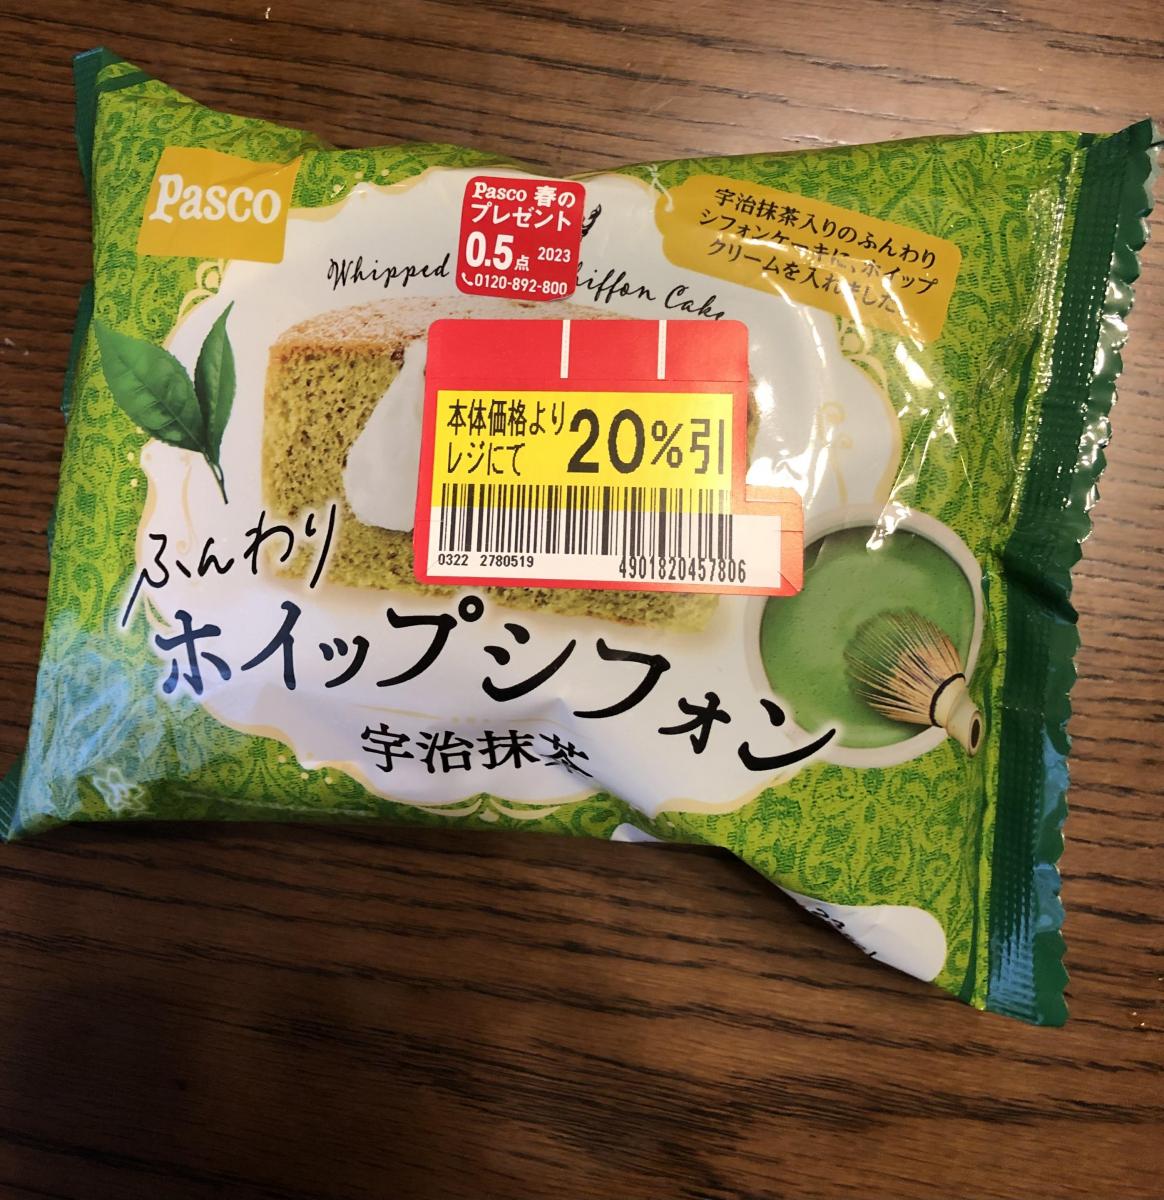 Pasco
Pasco 春の
プレゼント
0.5点 2023
0120-892-800
Whipped
hiffon Cake
宇治抹茶入りのふんわり
シフォンケーキに、ホイップ
クリームを入れました。
本体価格より
レジにて
20%引
0322 2780519
4901820457806
ふんわり
ホイップシフォン
宇治抹茶